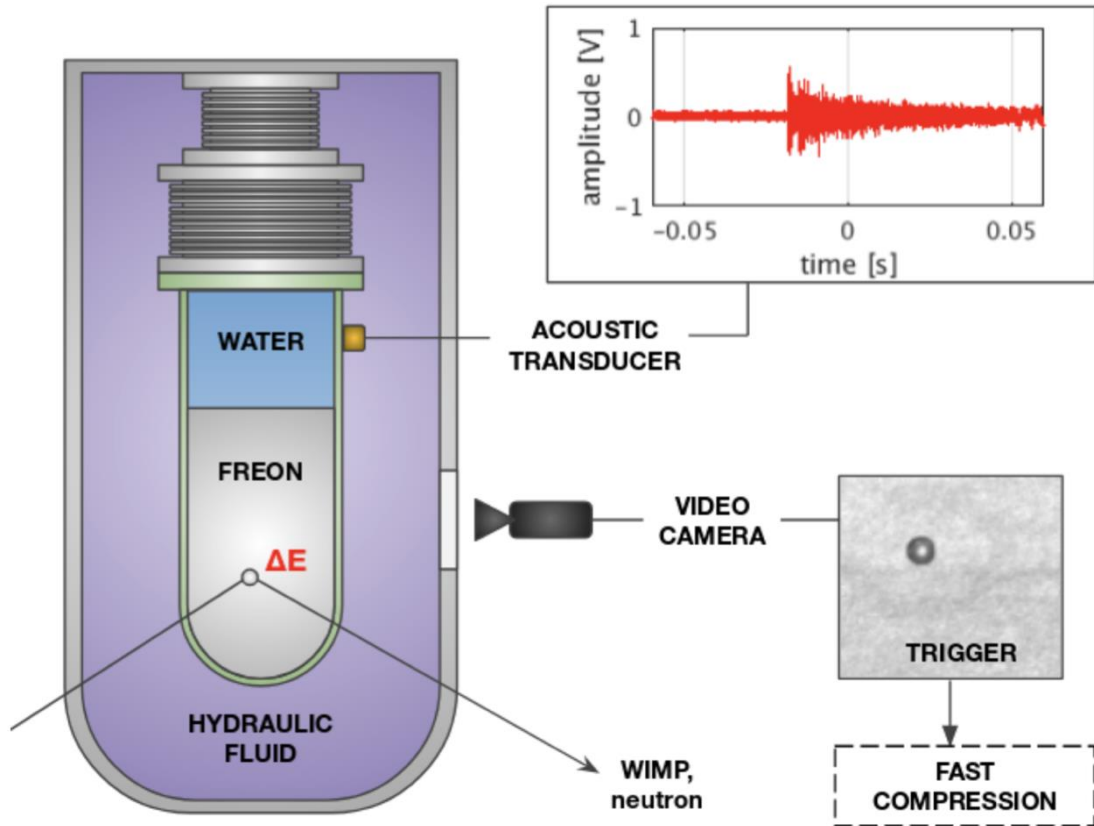 1
0
-1
amplitude [V]
-0.05
0
0.05
time [s]
WATER
ACOUSTIC
TRANSDUCER
FREON
VIDEO
CAMERA
ΔE
TRIGGER
HYDRAULIC
FLUID
WIMP,
neutron
FAST
COMPRESSION